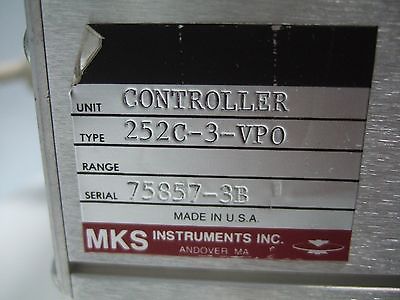 UNIT CONTROLLER
TYPE 252C-3-VPO
RANGE
SERIAL 75857-3B
MADE IN U.S.A.
MKS INSTRUMENTS INC.
ANDOVER, MA